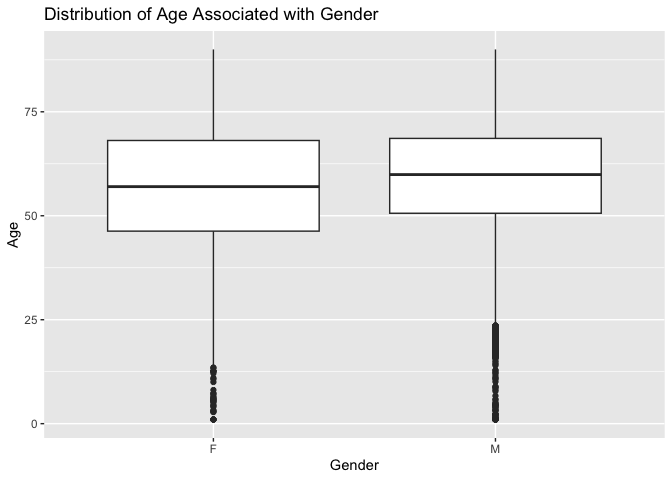 Distribution of Age Associated with Gender
75
50
25
0
Age
F M
Gender